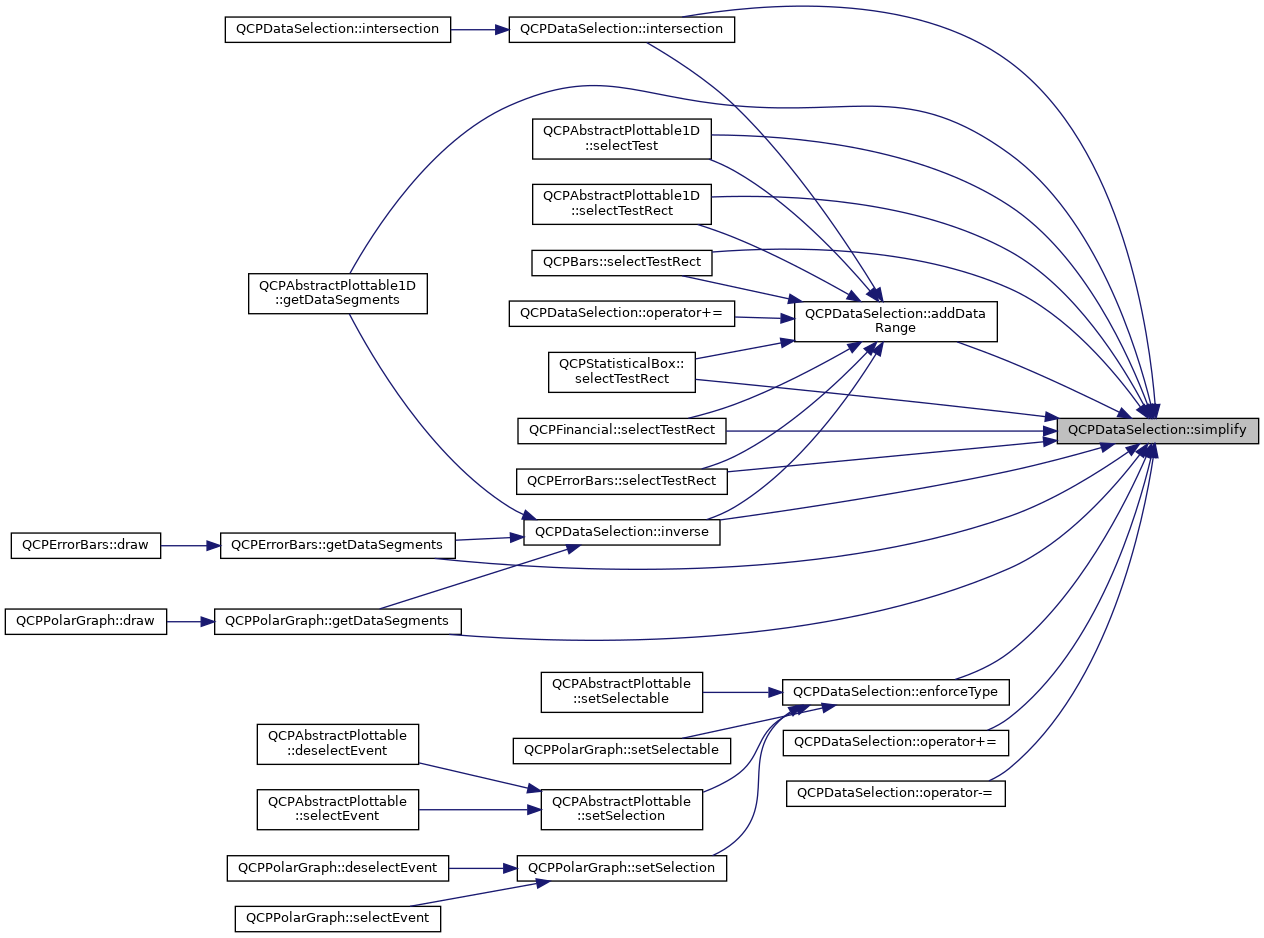 QCPDataSelection::intersection
QCPDataSelection::intersection
QCPAbstractPlottable1D
::selectTest
QCPAbstractPlottable1D
::selectTestRect
QCPBars::selectTestRect
QCPAbstractPlottable1D
::getDataSegments
QCPDataSelection::operator+=
QCPDataSelection::addData
Range
QCPStatisticalBox::
selectTestRect
QCPFinancial::selectTestRect
QCPDataSelection::simplify
QCPErrorBars::selectTestRect
QCPDataSelection::inverse
QCPErrorBars::draw
QCPErrorBars::getDataSegments
QCPPolarGraph::draw
QCPPolarGraph::getDataSegments
QCPAbstractPlottable
::setSelectable
QCPDataSelection::enforceType
QCPAbstractPlottable
::deselectEvent
QCPPolarGraph::setSelectable
QCPDataSelection::operator+=
QCPAbstractPlottable
::selectEvent
QCPAbstractPlottable
::setSelection
QCPDataSelection::operator-=
QCPPolarGraph::deselectEvent
QCPPolarGraph::setSelection
QCPPolarGraph::selectEvent